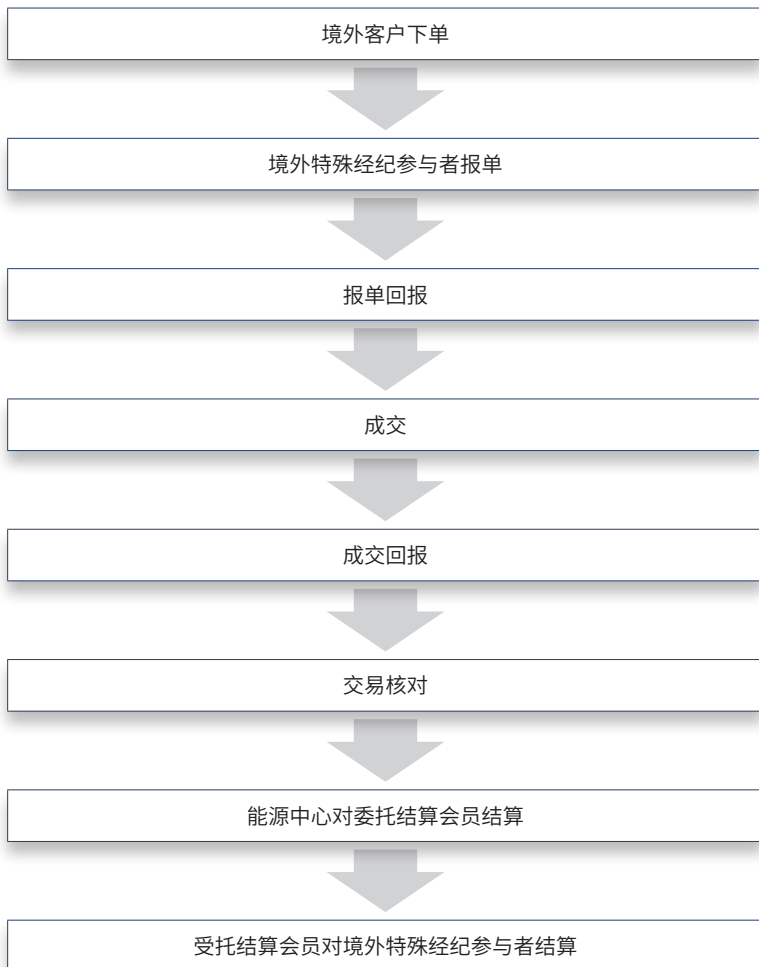 境外客户下单
境外特殊经纪参与者报单
报单回报
成交
成交回报
交易核对
能源中心对委托结算会员结算
受托结算会员对境外特殊经纪参与者结算